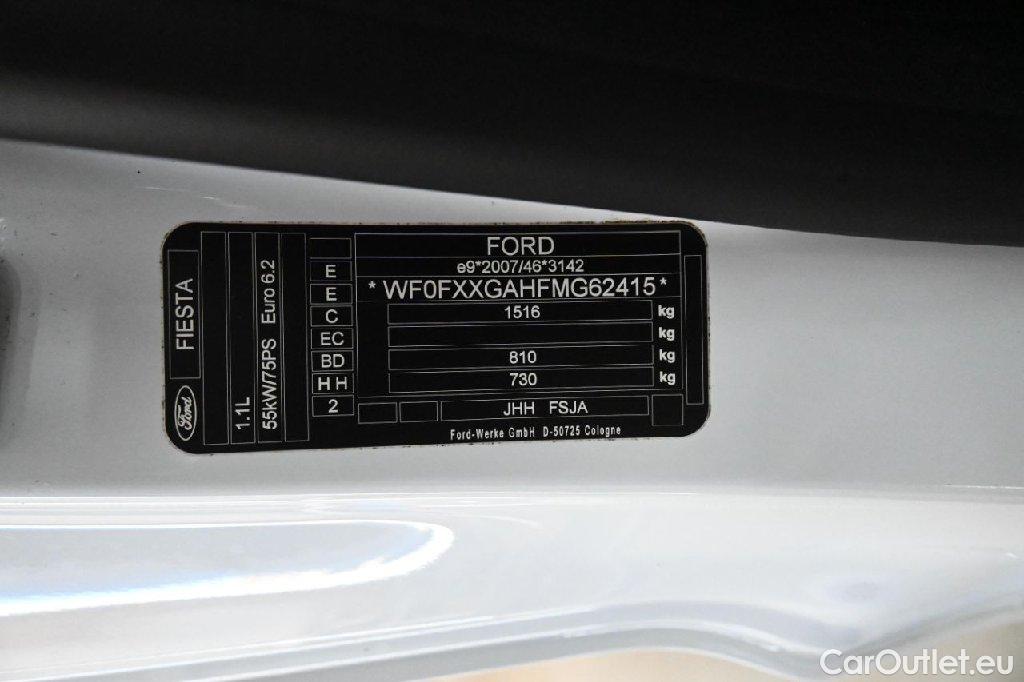 FORD
e9*2007/46*3142
* WF0FXXGAHFMG62415 *
1516 kg
kg
810 kg
730 kg
JHH FSJA
Ford-Werke GmbH D-50725 Cologne
E
E
C
EC
BD
H H
2
FIESTA
Ford
1.1L
55kW/75PS Euro 6.2
CarOutlet.eu